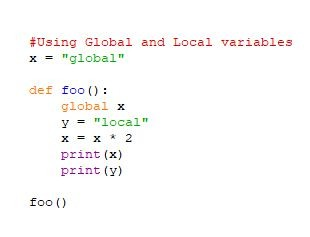 #Using Global and Local variables
x = "global"

def foo():
    global x
    y = "local"
    x = x * 2
    print(x)
    print(y)

foo()